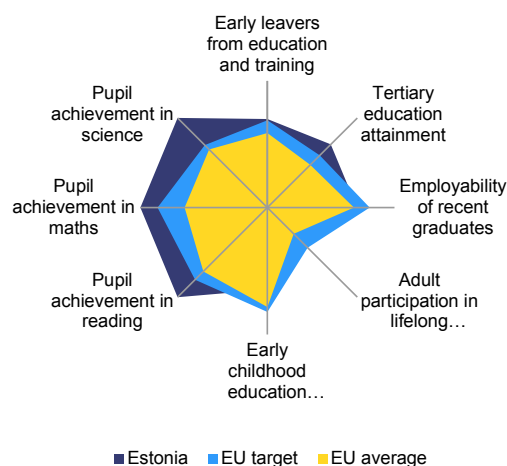 Early leavers
from education
and training
Tertiary
education
attainment
Employability
of recent
graduates
Adult
participation in
lifelong…
Early
childhood
education…
Pupil
achievement in
reading
Pupil
achievement in
maths
Pupil
achievement in
science
Estonia EU target EU average